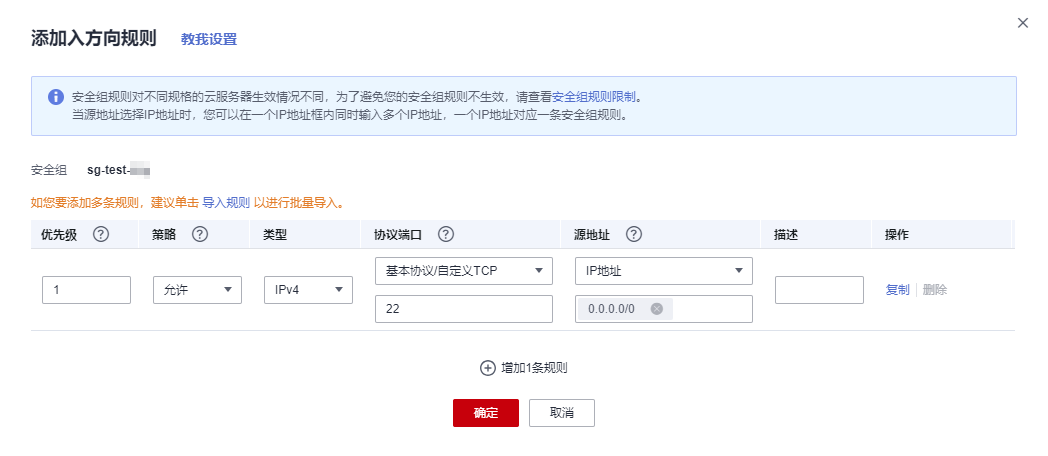 添加入方向规则 教我设置
安全组规则对不同规格的云服务器生效情况不同，为了避免您的安全组规则不生效，请查看安全组规则限制。
当源地址选择IP地址时，您可以在一个IP地址框内同时输入多个IP地址，一个IP地址对应一条安全组规则。
安全组 sg-test-
如您要添加多条规则，建议单击 导入规则 以进行批量导入。
优先级 策略 类型 协议端口 源地址 描述 操作
基本协议/自定义TCP IP地址
1 允许 IPv4 复制 删除
22 0.0.0.0/0
增加1条规则
确定 取消